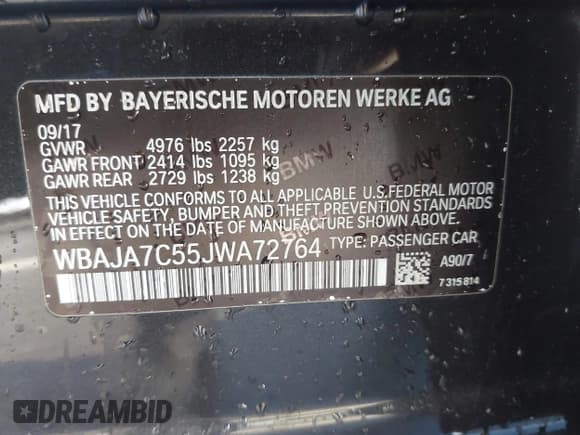 MFD BY BAYERISCHE MOTOREN WERKE AG
09/17
GVWR 4976 lbs 2257 kg
GAWR FRONT 2414 lbs 1095 kg
GAWR REAR 2729 lbs 1238 kg
THIS VEHICLE CONFORMS TO ALL APPLICABLE U.S.FEDERAL MOTOR
VEHICLE SAFETY, BUMPER AND THEFT PREVENTION STANDARDS
IN EFFECT ON THE DATE OF MANUFACTURE SHOWN ABOVE.
WBAJA7C55JWA72764 TYPE: PASSENGER CAR
A90/7
7315814
BMW
DREAMBID